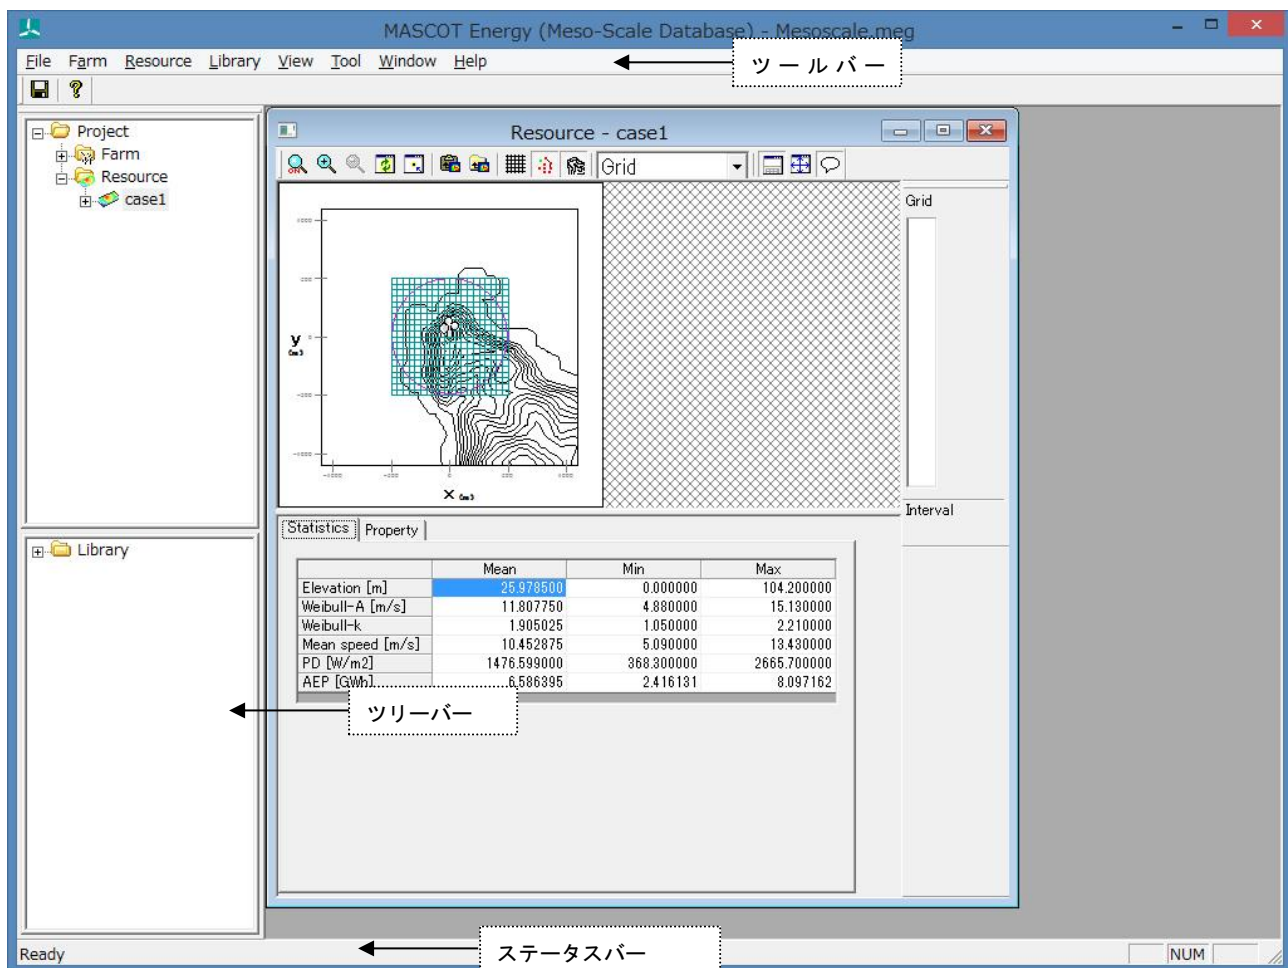 MASCOT Energy (Meso-Scale Database) - Mesoscale.meg
File Farm Resource Library View Tool Window Help
ツールバー
Project
Farm
Resource
case1
Resource - case1
Grid
Grid
y
X
Interval
Statistics Property
Library
Mean Min Max
Elevation [m] 25.978500 0.000000 104.200000
Weibull-A [m/s] 11.807750 4.880000 15.130000
Weibull-k 1.905025 1.050000 2.210000
Mean speed [m/s] 10.452875 5.090000 13.430000
PD [W/m2] 1476.599000 368.300000 2665.700000
AEP [GWh] 6.586395 2.416131 8.097162
ツリーバー
Ready
ステータスバー
NUM